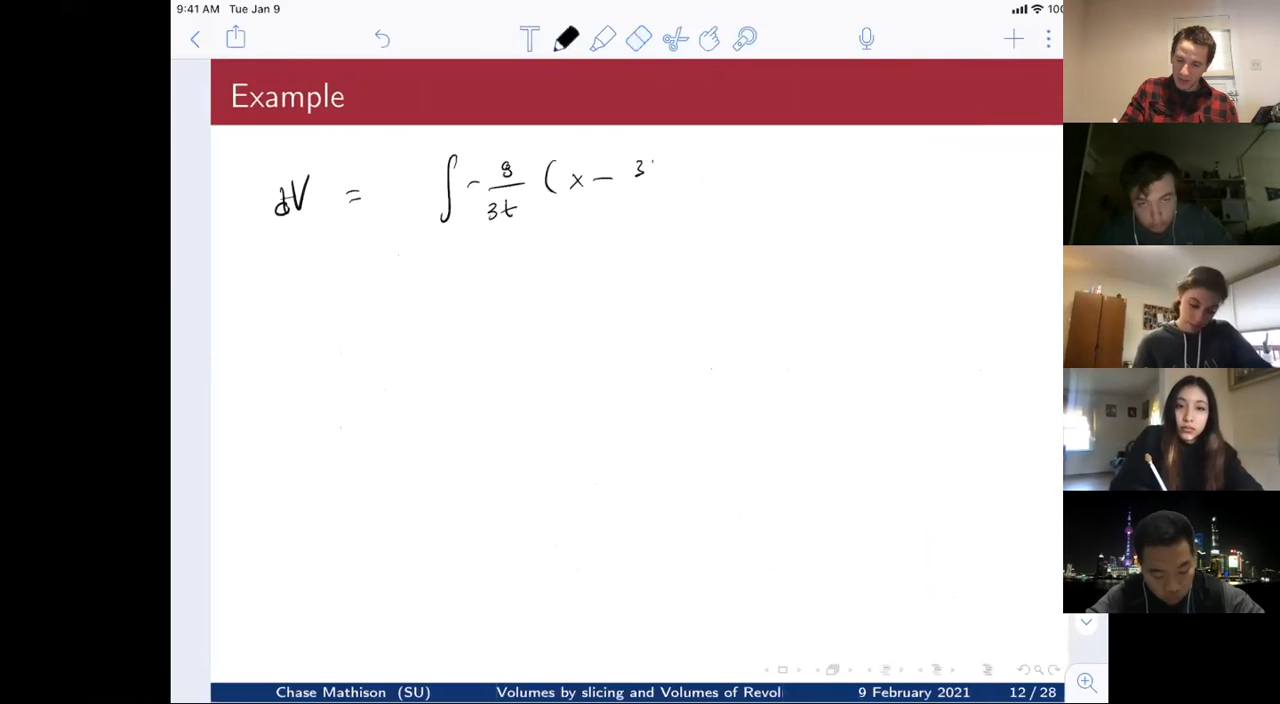 9:41 AM Tue Jan 9
Example
dV = ∫ - 8/3t (x - 3
Chase Mathison (SU) Volumes by slicing and Volumes of Revol 9 February 2021 12 / 28